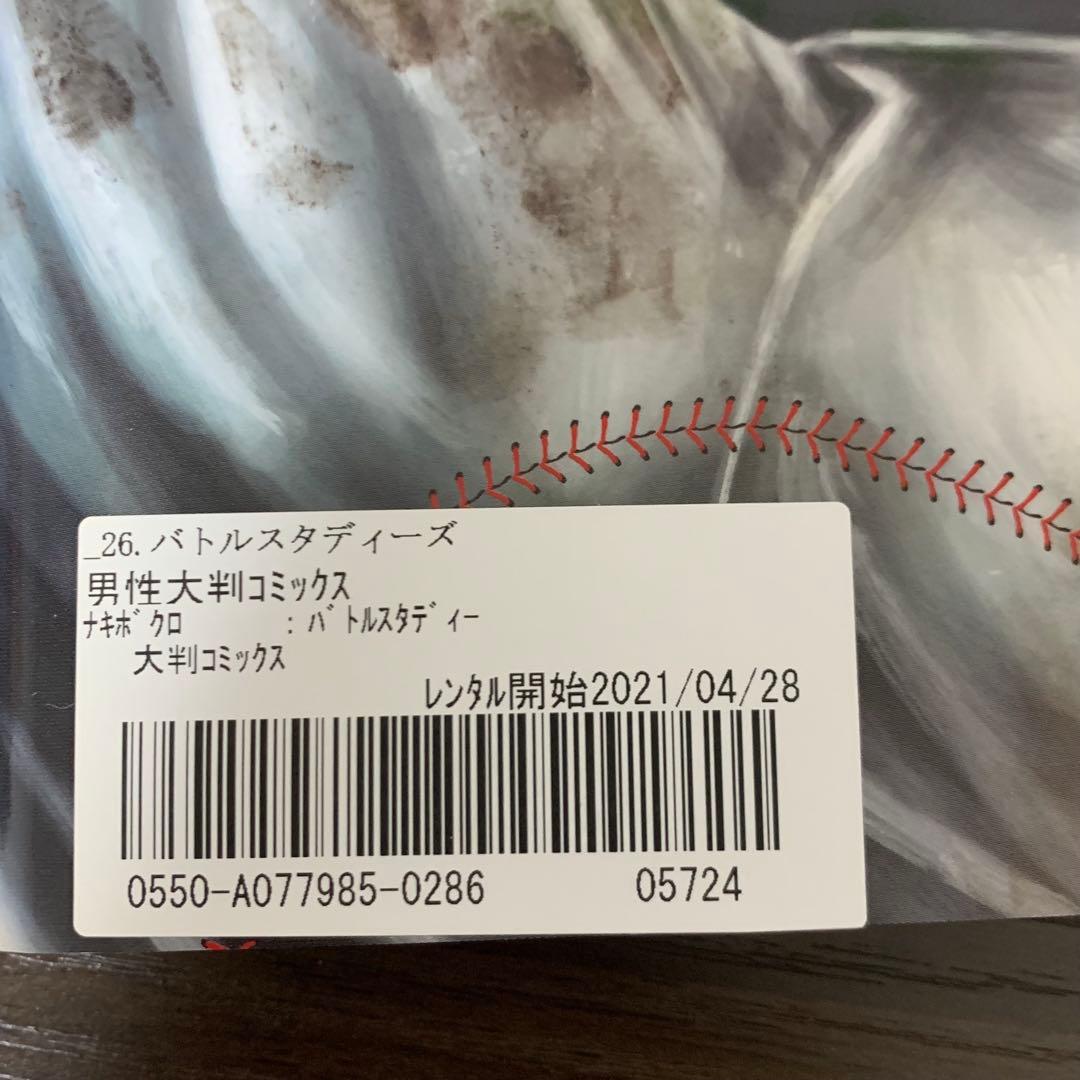 _26.バトルスタディーズ
男性大判コミックス
ナキボクロ : バトルスタディー
大判コミックス
レンタル開始2021/04/28
0550-A077985-0286 05724